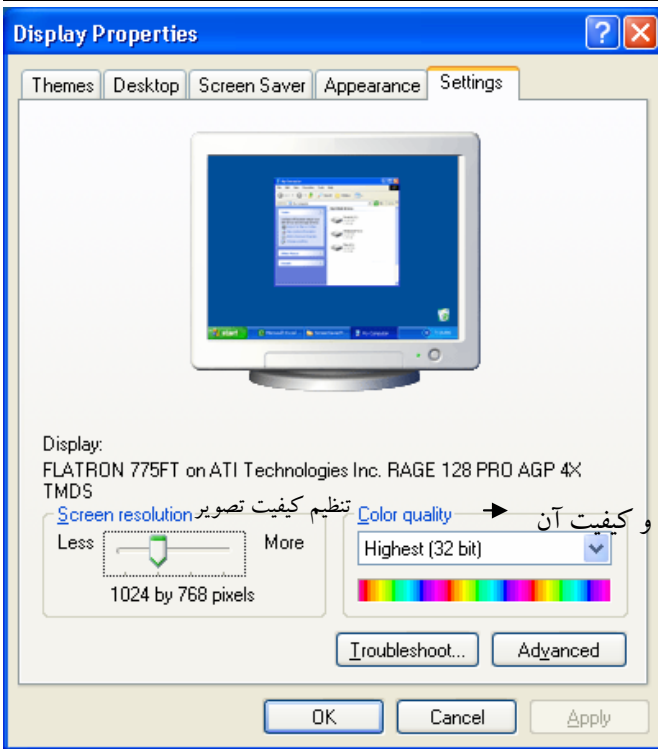 Display Properties
Themes Desktop Screen Saver Appearance Settings
start
Display:
FLATRON 775FT on ATI Technologies Inc. RAGE 128 PRO AGP 4X
TMDS
Screen resolution تنظیم کیفیت تصویر
Color quality و کیفیت آن
Less More
Highest (32 bit)
1024 by 768 pixels
Troubleshoot... Advanced
OK Cancel Apply